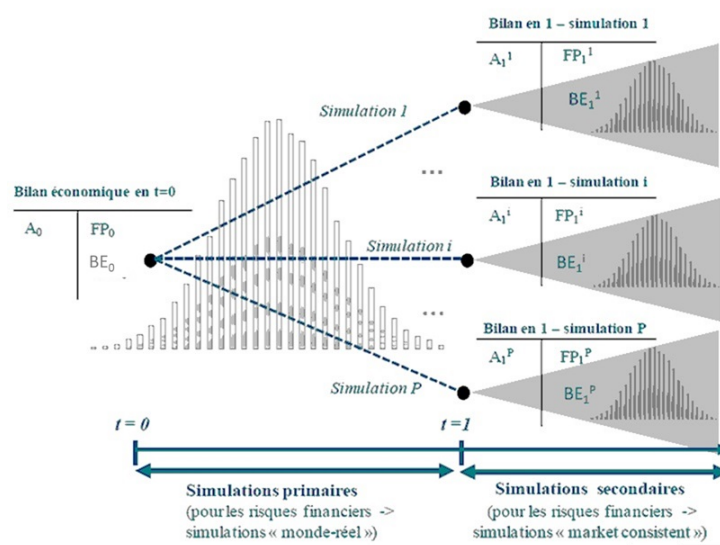 Bilan en 1 – simulation 1
A₁¹ FP₁¹
BE₁¹
Simulation 1
...
Bilan économique en t=0
A₀ FP₀
BE₀
Bilan en 1 – simulation i
A₁ⁱ FP₁ⁱ
BE₁ⁱ
Simulation i
...
Bilan en 1 – simulation P
A₁ᴾ FP₁ᴾ
BE₁ᴾ
Simulation P
t = 0 t=1
Simulations primaires
(pour les risques financiers ->
simulations « monde-réel »)
Simulations secondaires
(pour les risques financiers ->
simulations « market consistent »)